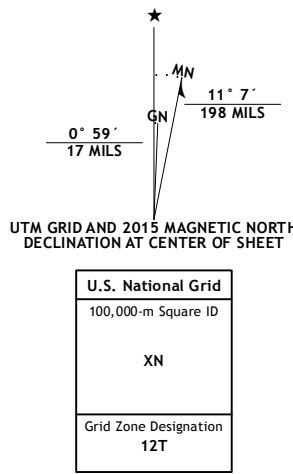 ★
MN
GN
11° 7´
198 MILS
0° 59´
17 MILS
UTM GRID AND 2015 MAGNETIC NORTH
DECLINATION AT CENTER OF SHEET
U.S. National Grid
100,000-m Square ID
XN
Grid Zone Designation
12T